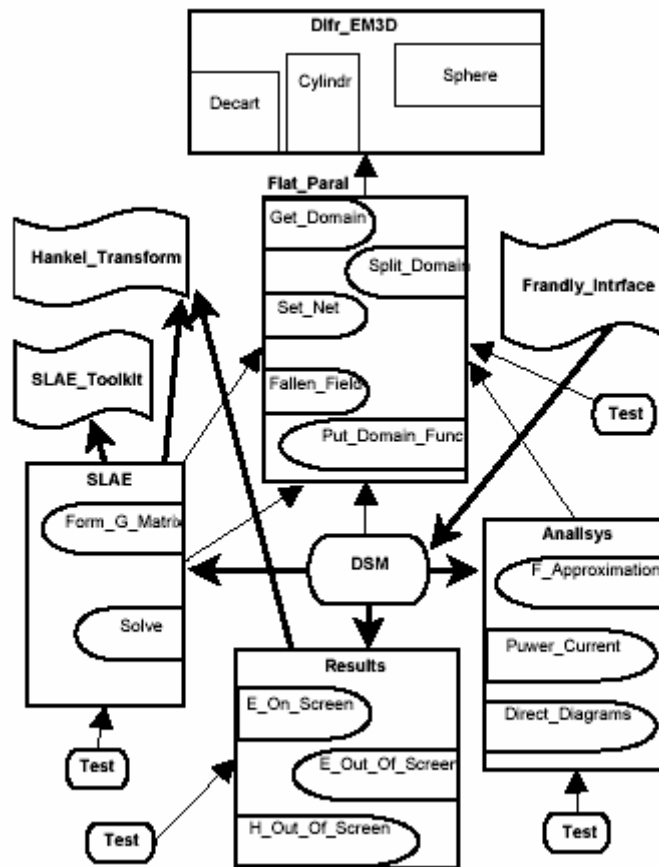 Difr_EM3D
Decart
Cylindr
Sphere
Flat_Paral
Get_Domain
Split_Domain
Set_Net
Fallen_Field
Put_Domain_Func
Hankel_Transform
SLAE_Toolkit
Frandly_Intrface
Test
SLAE
Form_G_Matrix
Solve
DSM
Anallsys
F_Approximation
Puwer_Current
Direct_Diagrams
Results
E_On_Screen
E_Out_Of_Screen
H_Out_Of_Screen
Test
Test
Test